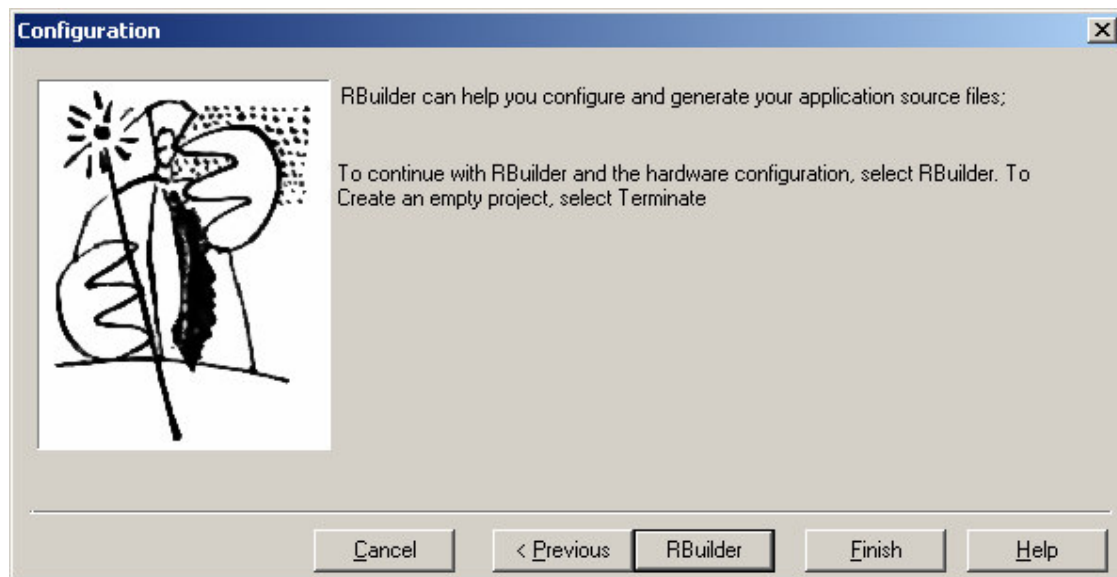 Configuration
RBuilder can help you configure and generate your application source files;
To continue with RBuilder and the hardware configuration, select RBuilder. To
Create an empty project, select Terminate
Cancel
< Previous
RBuilder
Finish
Help